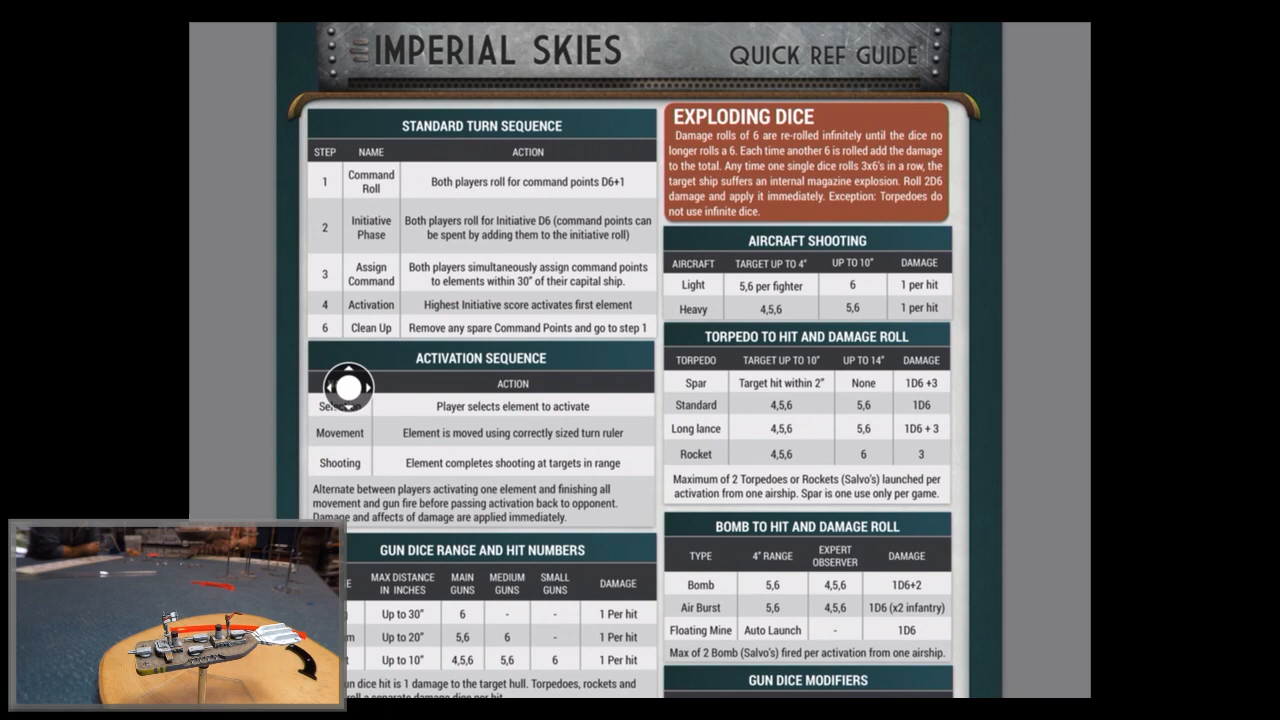 IMPERIAL SKIES
QUICK REF GUIDE
STANDARD TURN SEQUENCE
STEP NAME ACTION
1 Command Roll Both players roll for command points D6+1
2 Initiative Phase Both players roll for Initiative D6 (command points can
be spent by adding them to the initiative roll)
3 Assign Command Both players simultaneously assign command points
to elements within 30" of their capital ship.
4 Activation Highest Initiative score activates first element
6 Clean Up Remove any spare Command Points and go to step 1
ACTIVATION SEQUENCE
ACTION
Player selects element to activate
Movement Element is moved using correctly sized turn ruler
Shooting Element completes shooting at targets in range
Alternate between players activating one element and finishing all
movement and gun fire before passing activation back to opponent.
Damage and affects of damage are applied immediately.
GUN DICE RANGE AND HIT NUMBERS
MAX DISTANCE IN INCHES MAIN GUNS MEDIUM GUNS SMALL GUNS DAMAGE
Up to 30" 6 - - 1 Per hit
Up to 20" 5,6 6 - 1 Per hit
Up to 10" 4,5,6 5,6 6 1 Per hit
dice hit is 1 damage to the target hull. Torpedoes, rockets and
a separate damage dice per hit
EXPLODING DICE
Damage rolls of 6 are re-rolled infinitely until the dice no
longer rolls a 6. Each time another 6 is rolled add the damage
to the total. Any time one single dice rolls 3x6's in a row, the
target ship suffers an internal magazine explosion. Roll 2D6
damage and apply it immediately. Exception: Torpedoes do
not use infinite dice.
AIRCRAFT SHOOTING
AIRCRAFT TARGET UP TO 4" UP TO 10" DAMAGE
Light 5,6 per fighter 6 1 per hit
Heavy 4,5,6 5,6 1 per hit
TORPEDO TO HIT AND DAMAGE ROLL
TORPEDO TARGET UP TO 10" UP TO 14" DAMAGE
Spar Target hit within 2" None 1D6 +3
Standard 4,5,6 5,6 1D6
Long lance 4,5,6 5,6 1D6 + 3
Rocket 4,5,6 6 3
Maximum of 2 Torpedoes or Rockets (Salvo's) launched per
activation from one airship. Spar is one use only per game.
BOMB TO HIT AND DAMAGE ROLL
TYPE 4" RANGE EXPERT OBSERVER DAMAGE
Bomb 5,6 4,5,6 1D6+2
Air Burst 5,6 4,5,6 1D6 (x2 infantry)
Floating Mine Auto Launch - 1D6
Max of 2 Bomb (Salvo's) fired per activation from one airship.
GUN DICE MODIFIERS